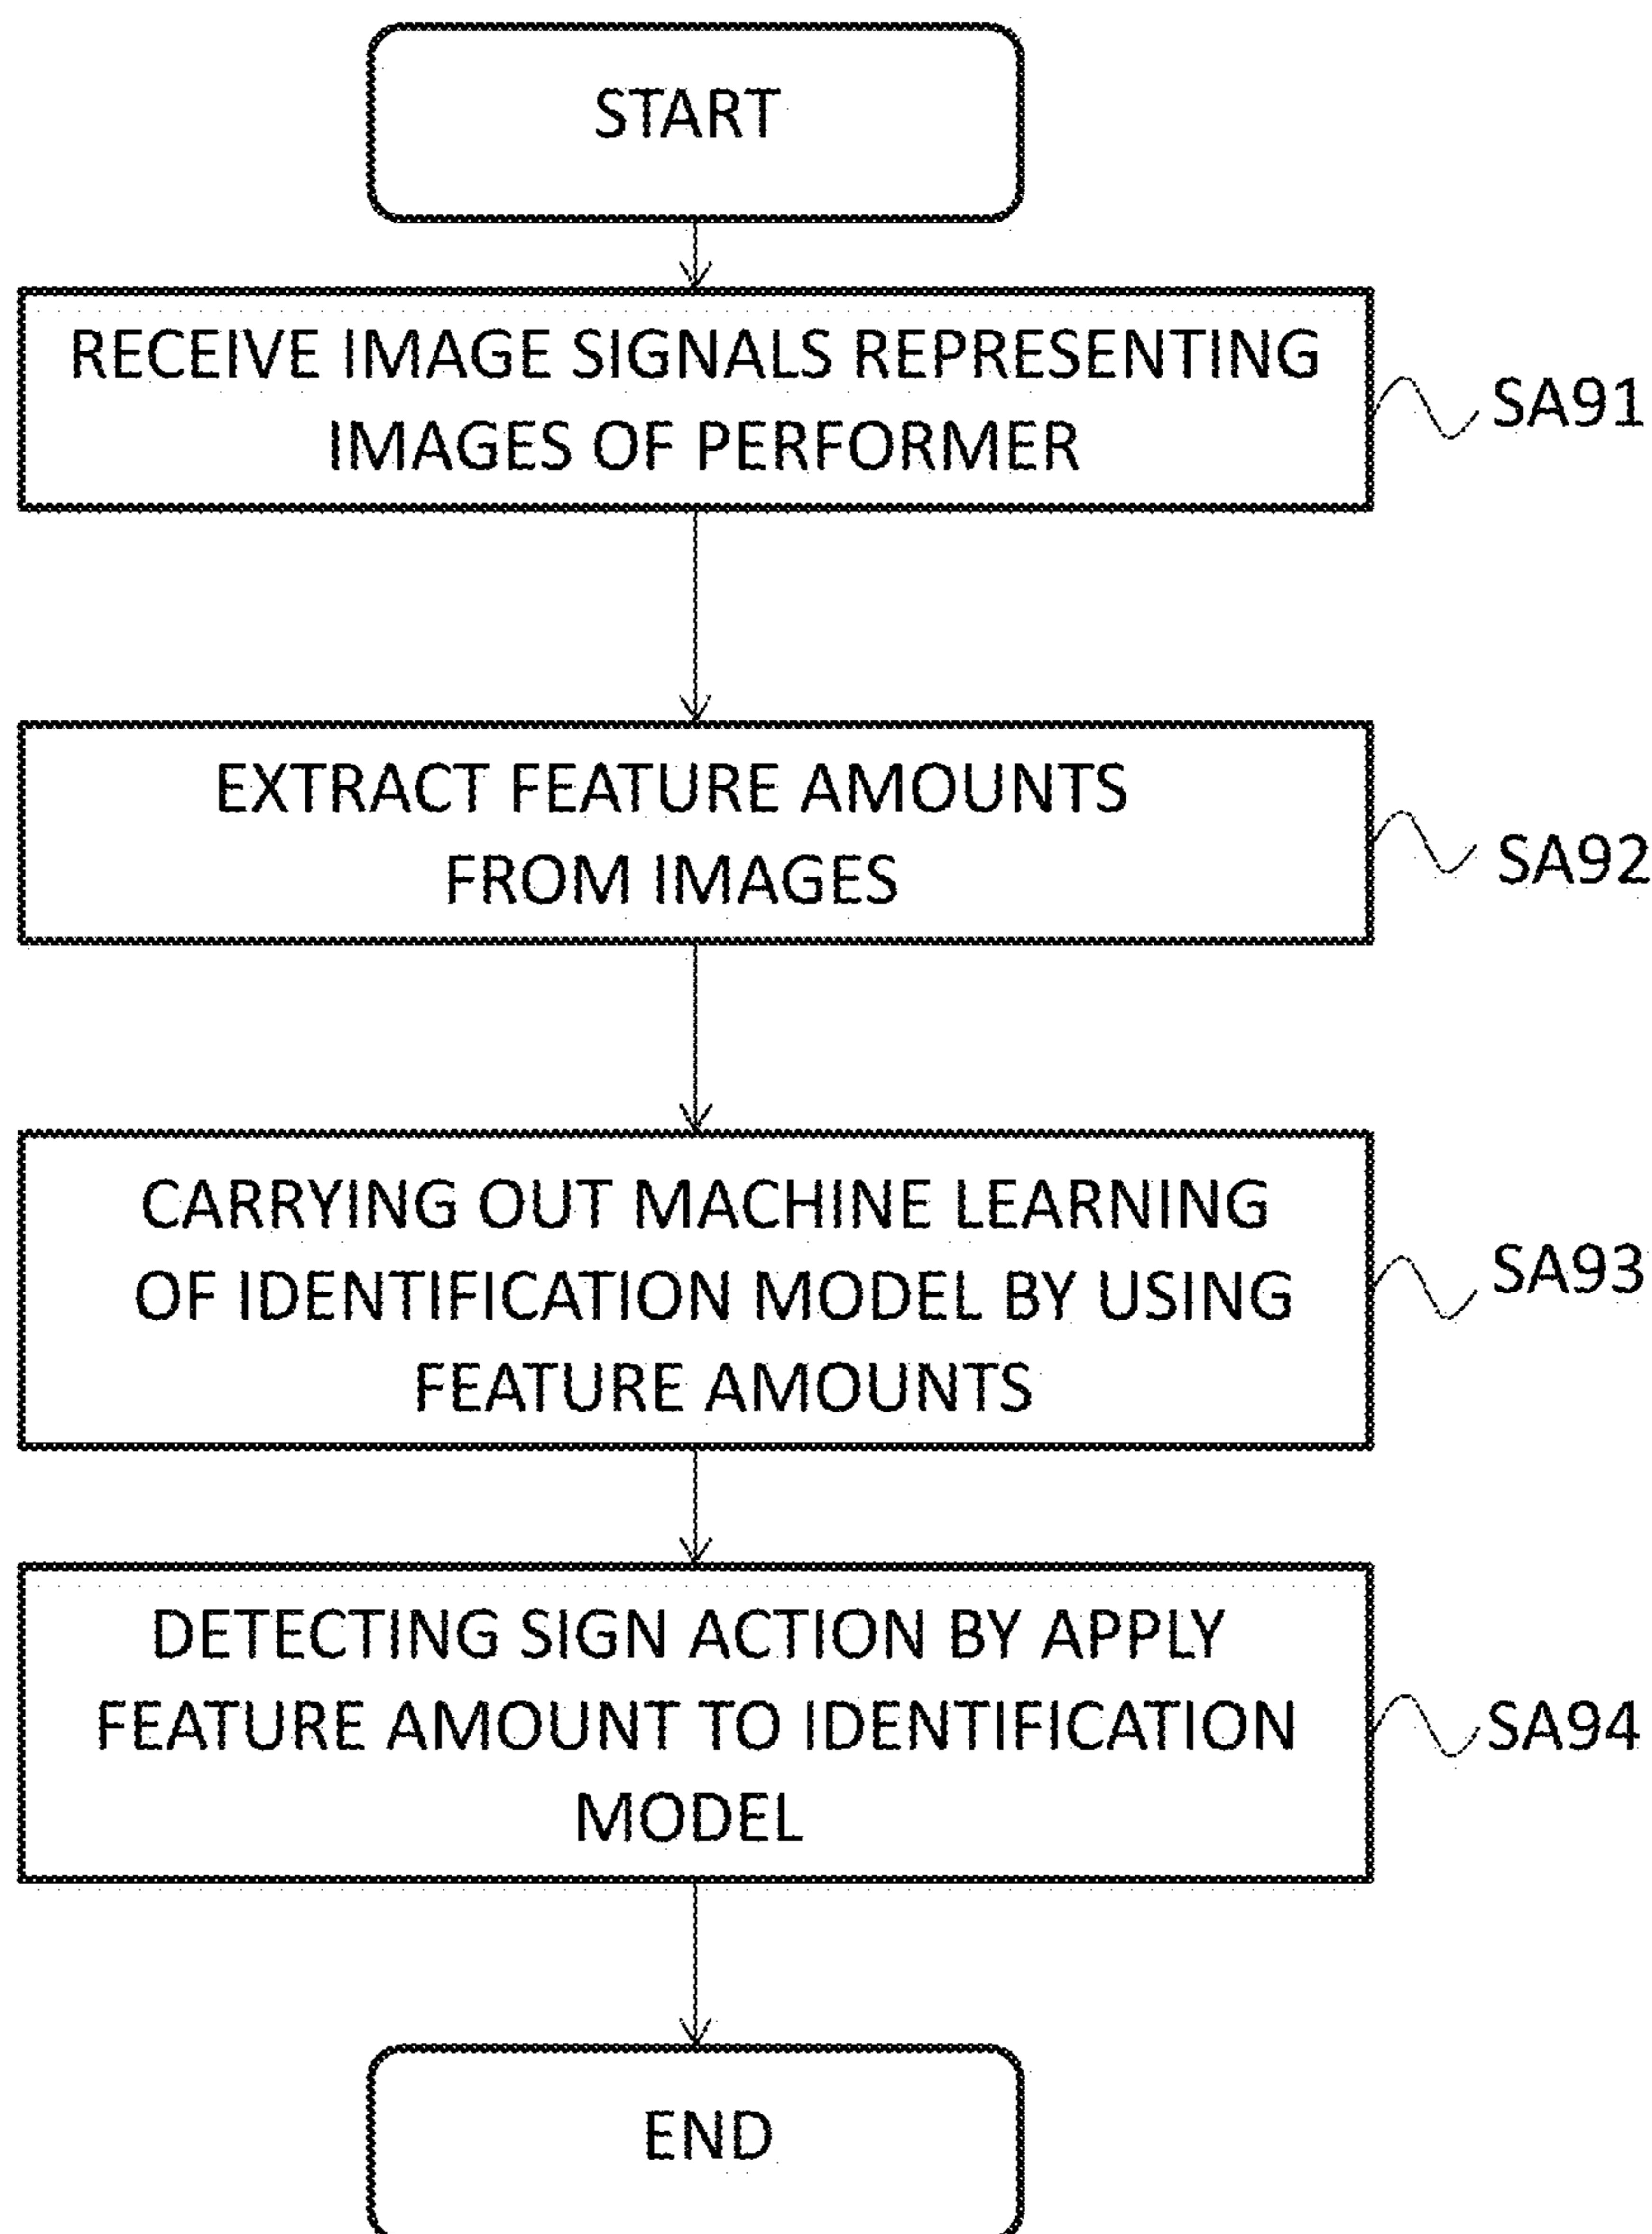 START
RECEIVE IMAGE SIGNALS REPRESENTING
IMAGES OF PERFORMER
SA91
EXTRACT FEATURE AMOUNTS
FROM IMAGES
SA92
CARRYING OUT MACHINE LEARNING
OF IDENTIFICATION MODEL BY USING
FEATURE AMOUNTS
SA93
DETECTING SIGN ACTION BY APPLY
FEATURE AMOUNT TO IDENTIFICATION
MODEL
SA94
END